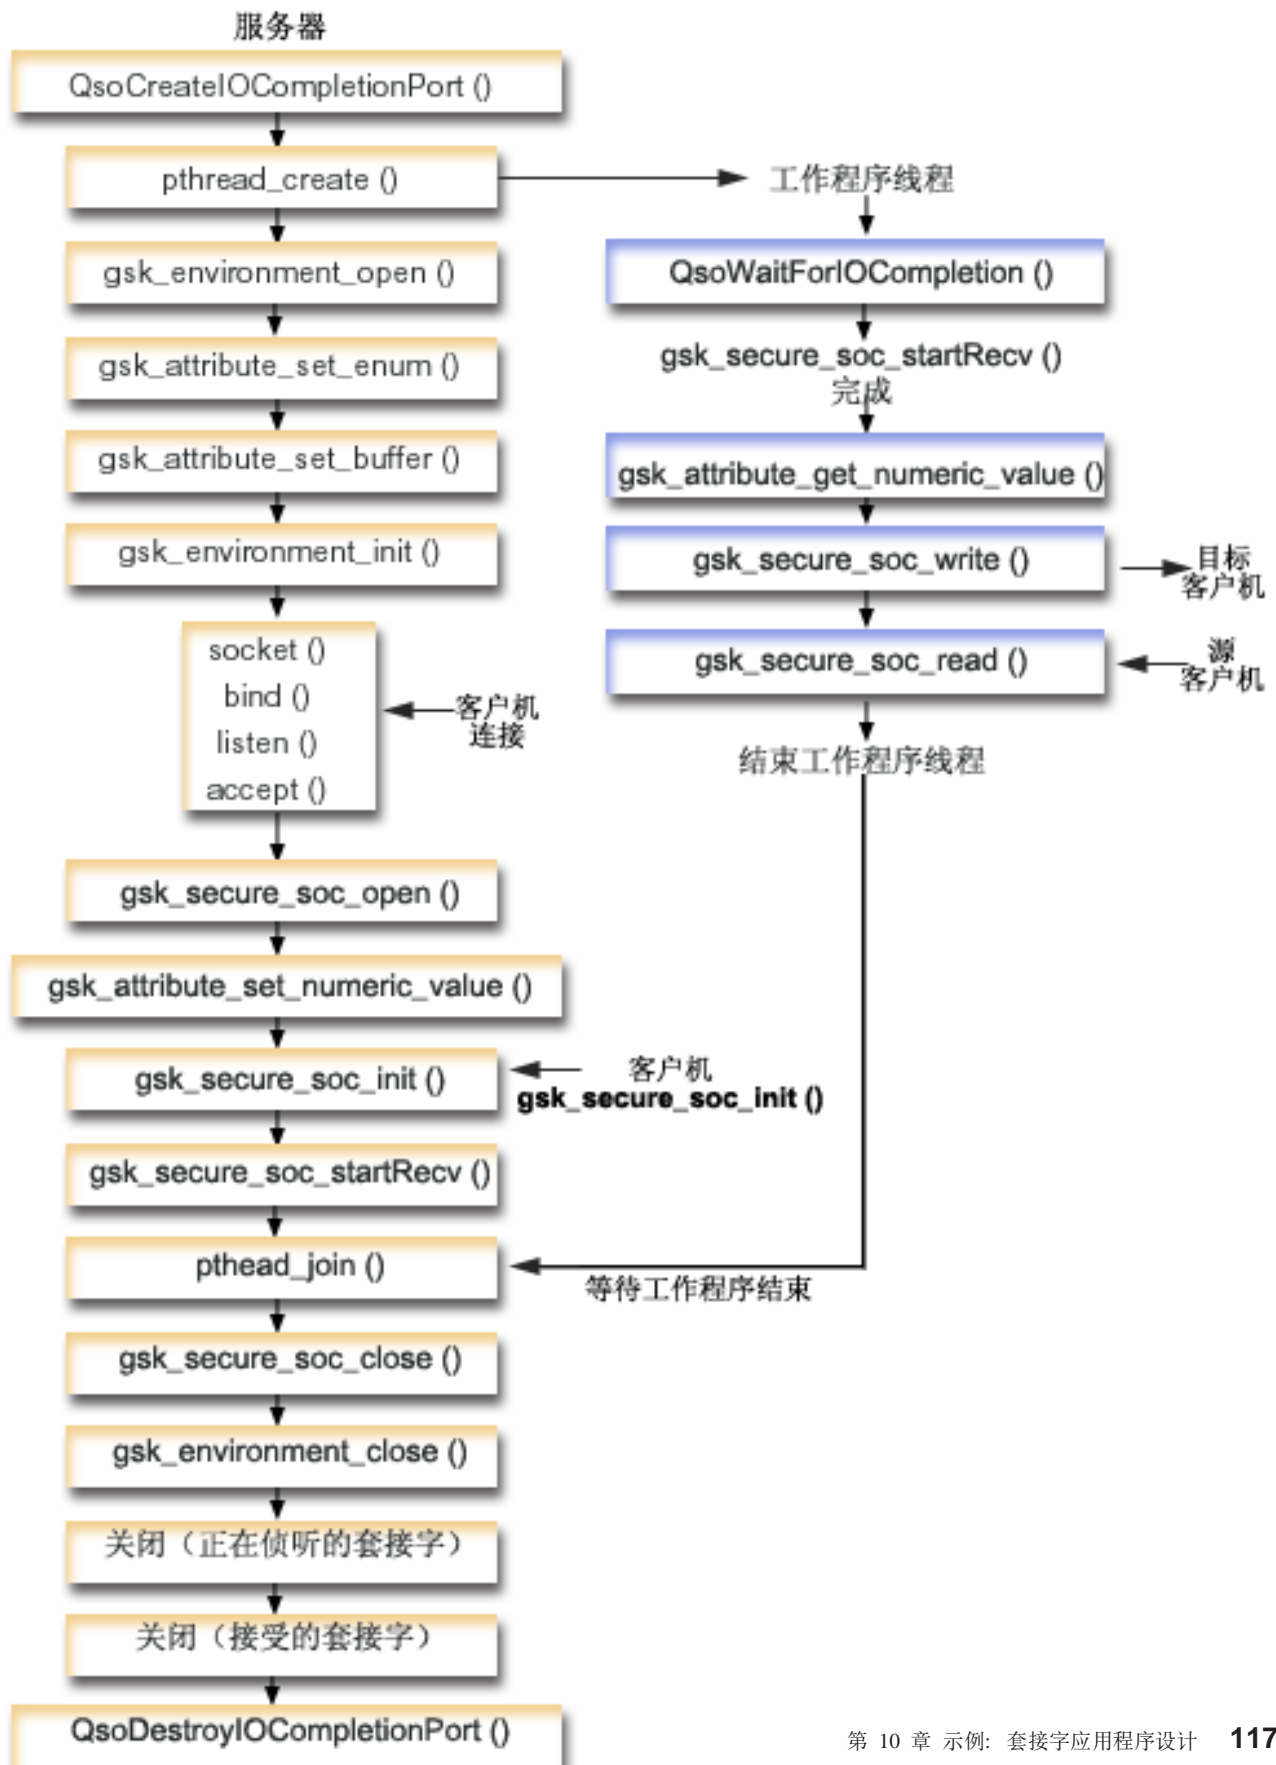 服务器
QsoCreateIOCompletionPort ()
pthread_create ()
工作程序线程
gsk_environment_open ()
QsoWaitForIOCompletion ()
gsk_attribute_set_enum ()
gsk_secure_soc_startRecv ()
完成
gsk_attribute_set_buffer ()
gsk_attribute_get_numeric_value ()
gsk_environment_init ()
gsk_secure_soc_write ()
目标
客户机
socket ()
bind ()
listen ()
accept ()
客户机
连接
gsk_secure_soc_read ()
源
客户机
结束工作程序线程
gsk_secure_soc_open ()
gsk_attribute_set_numeric_value ()
gsk_secure_soc_init ()
客户机
gsk_secure_soc_init ()
gsk_secure_soc_startRecv ()
pthead_join ()
等待工作程序结束
gsk_secure_soc_close ()
gsk_environment_close ()
关闭（正在侦听的套接字）
关闭（接受的套接字）
QsoDestroyIOCompletionPort ()
第 10 章 示例: 套接字应用程序设计 117